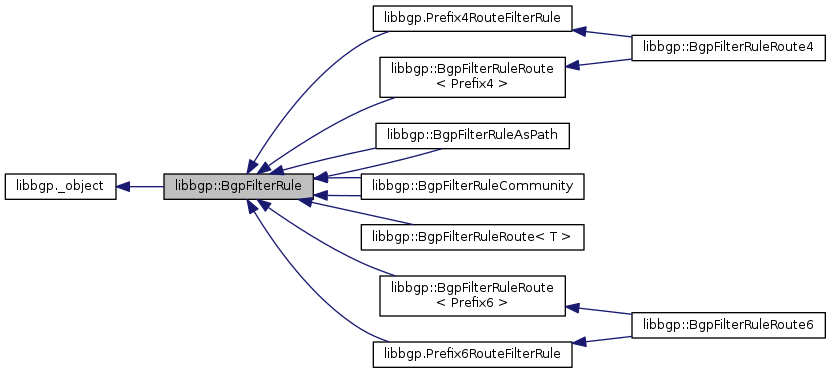 libbgp.Prefix4RouteFilterRule
libbgp::BgpFilterRuleRoute4
libbgp::BgpFilterRuleRoute
< Prefix4 >
libbgp::BgpFilterRuleAsPath
libbgp._object
libbgp::BgpFilterRule
libbgp::BgpFilterRuleCommunity
libbgp::BgpFilterRuleRoute< T >
libbgp::BgpFilterRuleRoute
< Prefix6 >
libbgp::BgpFilterRuleRoute6
libbgp.Prefix6RouteFilterRule